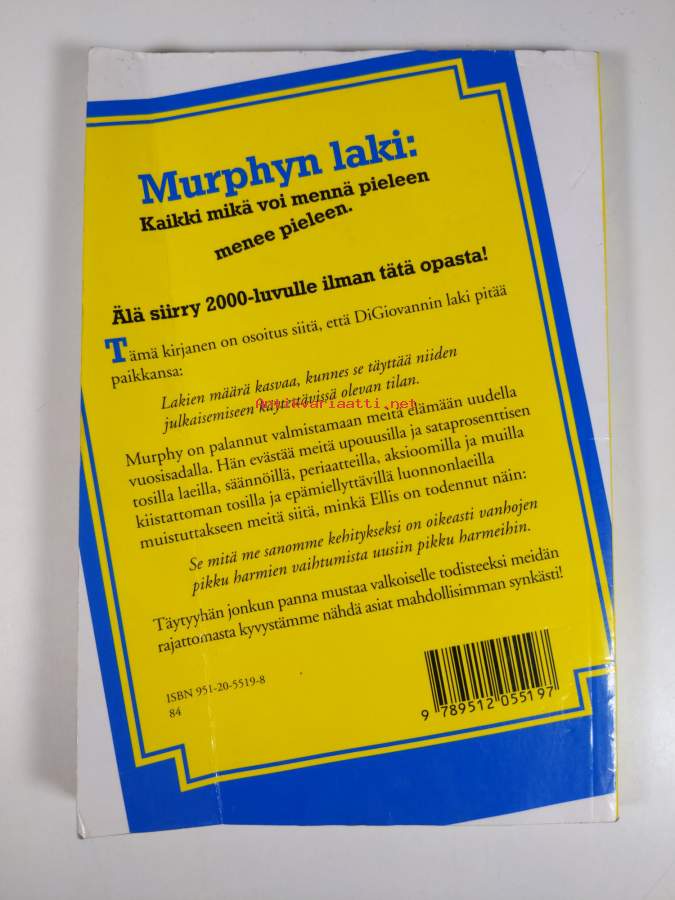 Murphyn laki:
Kaikki mikä voi mennä pieleen
menee pieleen.
Älä siirry 2000-luvulle ilman tätä opasta!
Tämä kirjanen on osoitus siitä, että DiGiovannin laki pitää
paikkansa:
Lakien määrä kasvaa, kunnes se täyttää niiden
julkaisemiseen käytettävissä olevan tilan.
Antikvariaatti.net
Murphy on palannut valmistamaan meitä elämään uudella
vuosisadalla. Hän evästää meitä upouusilla ja sataprosenttisen
tosilla laeilla, säännöillä, periaatteilla, aksioomilla ja muilla
kiistattoman tosilla ja epämiellyttävillä luonnonlaeilla
muistuttakseen meitä siitä, minkä Ellis on todennut näin:
Se mitä me sanomme kehitykseksi on oikeasti vanhojen
pikku harmien vaihtumista uusiin pikku harmeihin.
Täytyyhän jonkun panna mustaa valkoiselle todisteeksi meidän
rajattomasta kyvystämme nähdä asiat mahdollisimman synkästi!
ISBN 951-20-5519-8
84
9 789512 055197